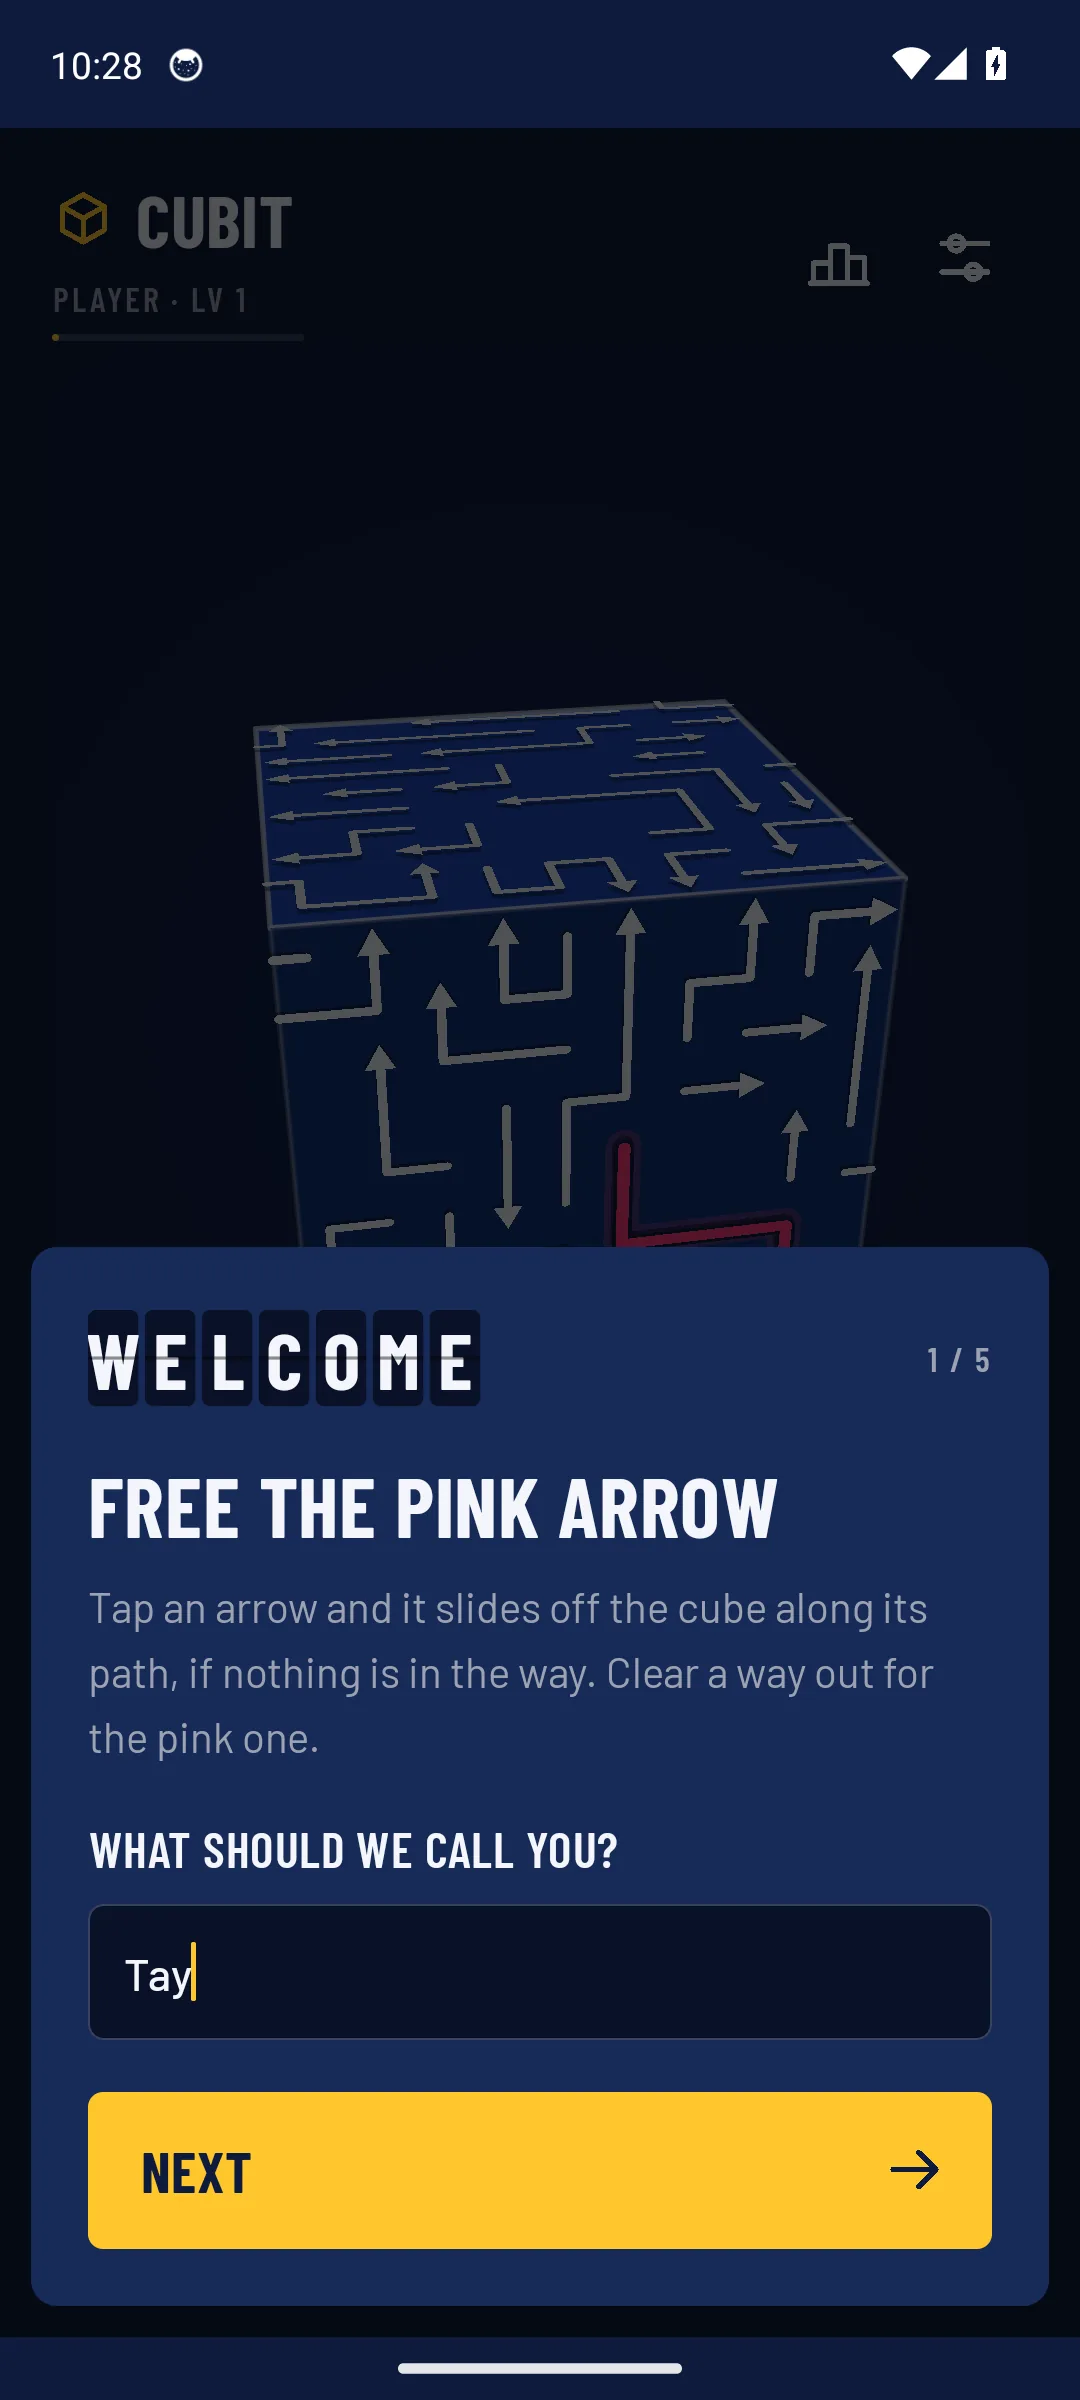 10:28
CUBIT
PLAYER · LV 1
WELCOME
1 / 5
FREE THE PINK ARROW
Tap an arrow and it slides off the cube along its
path, if nothing is in the way. Clear a way out for
the pink one.
WHAT SHOULD WE CALL YOU?
Tay
NEXT